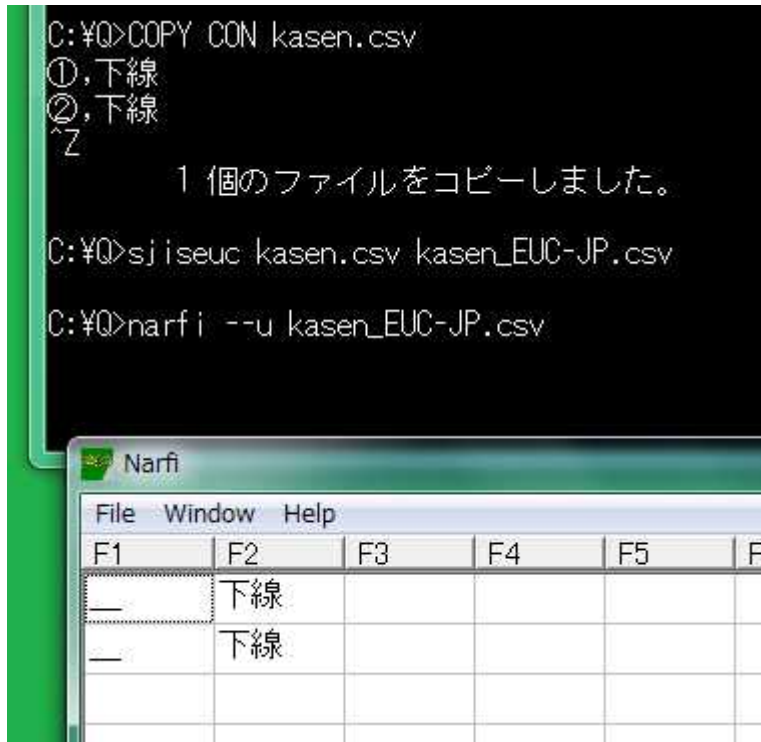 C:¥Q>COPY CON kasen.csv
①,下線
②,下線
^Z
1 個のファイルをコピーしました。
C:¥Q>sjiseuc kasen.csv kasen_EUC-JP.csv
C:¥Q>narfi --u kasen_EUC-JP.csv
Narfi
File Window Help
F1 F2 F3 F4 F5 F
__ 下線
__ 下線